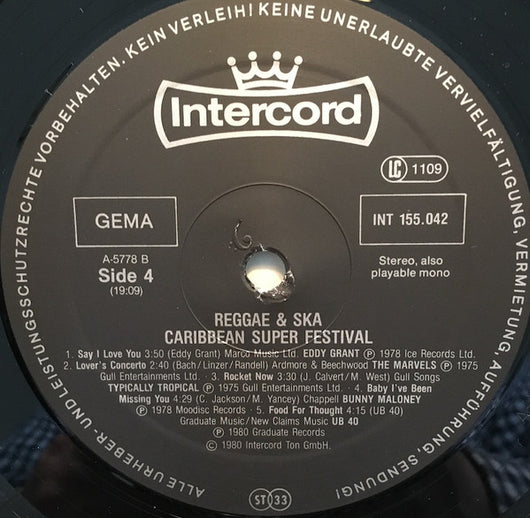 ALLE URHEBER- UND LEISTUNGSSCHUTZRECHTE VORBEHALTEN. KEIN VERLEIH! KEINE UNERLAUBTE VERVIELFÄLTIGUNG, VERMIETUNG, AUFFÜHRUNG, SENDUNG!
Intercord
LC 1109
GEMA
INT 155.042
A-5778 B
Side 4
(19:09)
Stereo, also
playable mono
REGGAE & SKA
CARIBBEAN SUPER FESTIVAL
1. Say I Love You 3:50 (Eddy Grant) Marco Music Ltd. EDDY GRANT Ⓟ 1978 Ice Records Ltd.
2. Lover's Concerto 2:40 (Bach/Linzer/Randell) Ardmore & Beechwood THE MARVELS Ⓟ 1975
Gull Entertainments Ltd. · 3. Rocket Now 3:30 (J. Calvert/M. West) Gull Songs
TYPICALLY TROPICAL Ⓟ 1975 Gull Entertainments Ltd. · 4. Baby I've Been
Missing You 4:29 (C. Jackson/M. Yancey) Chappell BUNNY MALONEY
Ⓟ 1978 Moodisc Records · 5. Food For Thought 4:15 (UB 40)
Graduate Music/New Claims Music UB 40
Ⓟ 1980 Graduate Records
© 1980 Intercord Ton GmbH.
ST 33